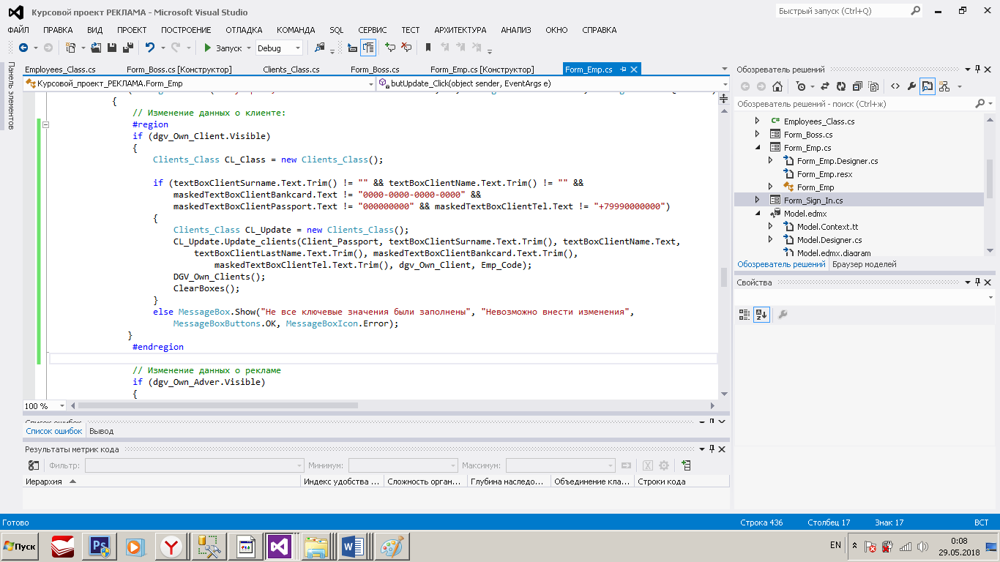 Курсовой проект РЕКЛАМА - Microsoft Visual Studio
Быстрый запуск (Ctrl+Q)
ФАЙЛ ПРАВКА ВИД ПРОЕКТ ПОСТРОЕНИЕ ОТЛАДКА КОМАНДА SQL СЕРВИС ТЕСТ АРХИТЕКТУРА АНАЛИЗ ОКНО СПРАВКА
Запуск Debug
Панель элементов
Employees_Class.cs Form_Boss.cs [Конструктор] Clients_Class.cs Form_Boss.cs Form_Emp.cs [Конструктор] Form_Emp.cs
Курсовой_проект_РЕКЛАМА.Form_Emp butUpdate_Click(object sender, EventArgs e)
{
// Изменение данных о клиенте:
#region
if (dgv_Own_Client.Visible)
{
Clients_Class CL_Class = new Clients_Class();
if (textBoxClientSurname.Text.Trim() != "" && textBoxClientName.Text.Trim() != "" &&
maskedTextBoxClientBankcard.Text != "0000-0000-0000-0000" &&
maskedTextBoxClientPassport.Text != "000000000" && maskedTextBoxClientTel.Text != "+79990000000")
{
Clients_Class CL_Update = new Clients_Class();
CL_Update.Update_clients(Client_Passport, textBoxClientSurname.Text.Trim(), textBoxClientName.Text,
textBoxClientLastName.Text.Trim(), maskedTextBoxClientBankcard.Text.Trim(),
maskedTextBoxClientTel.Text.Trim(), dgv_Own_Client, Emp_Code);
DGV_Own_Clients();
ClearBoxes();
}
else MessageBox.Show("Не все ключевые значения были заполнены", "Невозможно внести изменения",
MessageBoxButtons.OK, MessageBoxIcon.Error);
}
#endregion
// Изменение данных о рекламе
if (dgv_Own_Adver.Visible)
{
100 %
Список ошибок
Список ошибок Вывод
Результаты метрик кода
Фильтр: Минимум: Максимум:
Иерархия Индекс удобства ... Сложность орган... Глубина наследо... Объединение кла... Строки кода
Обозреватель решений
Обозреватель решений - поиск (Ctrl+ж)
C# Employees_Class.cs
Form_Boss.cs
Form_Emp.cs
Form_Emp.Designer.cs
Form_Emp.resx
Form_Emp
Form_Sign_In.cs
Model.edmx
Model.Context.tt
Model.Designer.cs
Model.edmx.diagram
Обозреватель решений Браузер моделей
Свойства
Готово Строка 436 Столбец 17 Знак 17 ВСТ
Пуск EN 0:08
29.05.2018